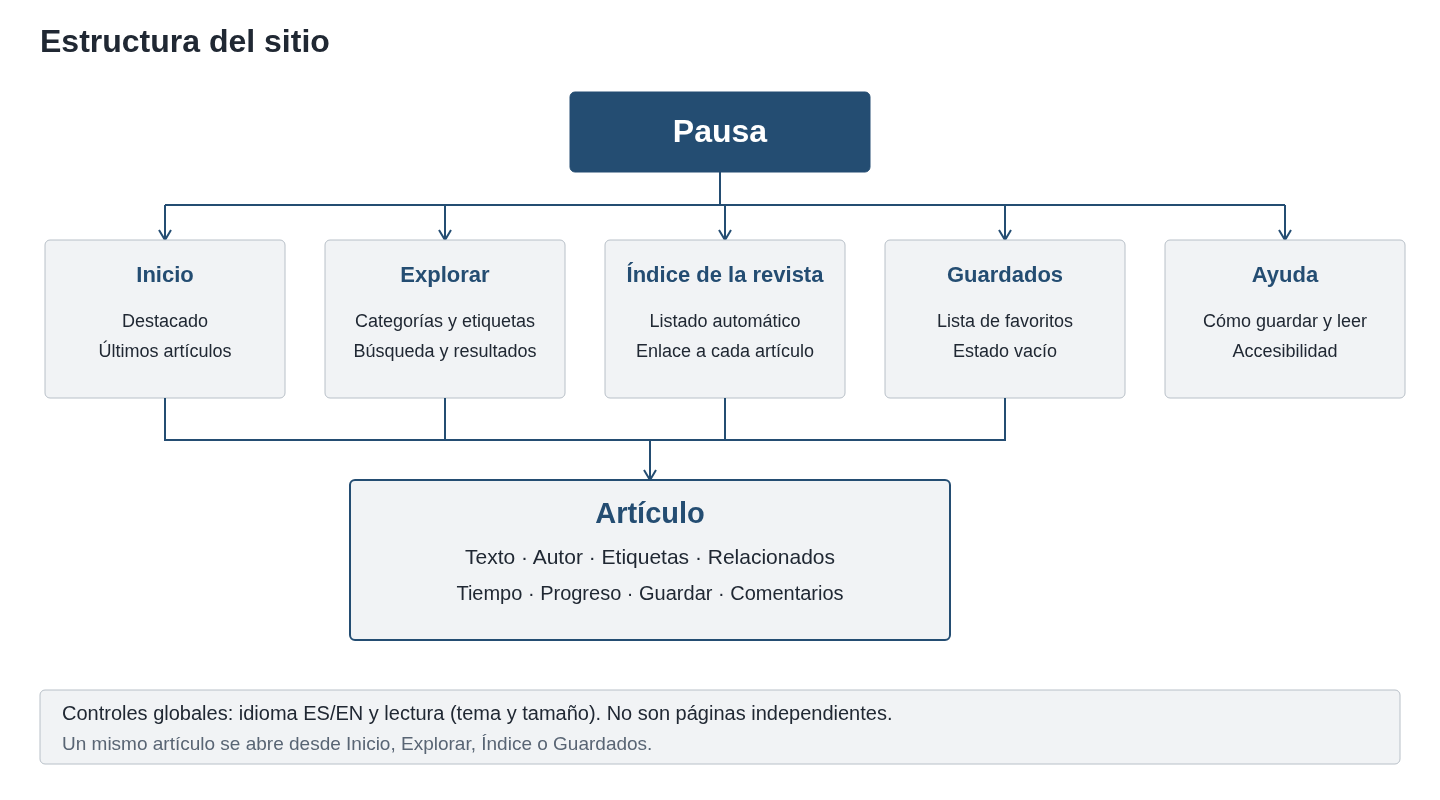 Estructura del sitio
Pausa
Inicio
Destacado
Últimos artículos
Explorar
Categorías y etiquetas
Búsqueda y resultados
Índice de la revista
Listado automático
Enlace a cada artículo
Guardados
Lista de favoritos
Estado vacío
Ayuda
Cómo guardar y leer
Accesibilidad
Artículo
Texto · Autor · Etiquetas · Relacionados
Tiempo · Progreso · Guardar · Comentarios
Controles globales: idioma ES/EN y lectura (tema y tamaño). No son páginas independientes.
Un mismo artículo se abre desde Inicio, Explorar, Índice o Guardados.